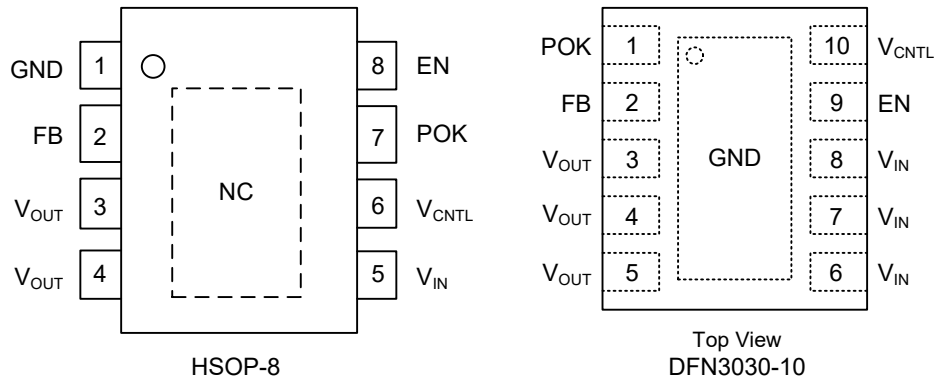 GND 1
FB 2
VOUT 3
VOUT 4
NC
8 EN
7 POK
6 VCNTL
5 VIN
HSOP-8
POK 1
FB 2
VOUT 3
VOUT 4
VOUT 5
GND
10 VCNTL
9 EN
8 VIN
7 VIN
6 VIN
Top View
DFN3030-10